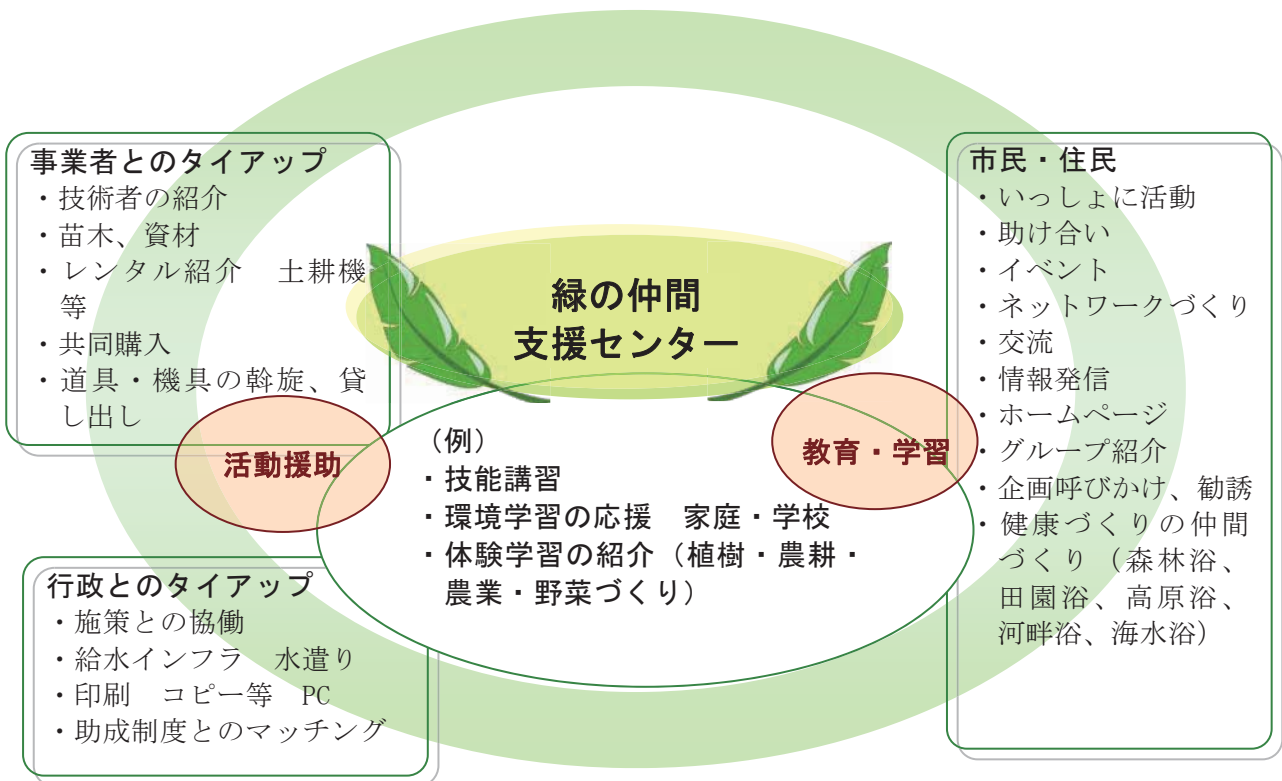 事業者とのタイアップ
・技術者の紹介
・苗木、資材
・レンタル紹介　土耕機
等
・共同購入
・道具・機具の斡旋、貸
し出し
緑の仲間
支援センター
市民・住民
・いっしょに活動
・助け合い
・イベント
・ネットワークづくり
・交流
・情報発信
・ホームページ
・グループ紹介
・企画呼びかけ、勧誘
・健康づくりの仲間
づくり（森林浴、
田園浴、高原浴、
河畔浴、海水浴）
活動援助
教育・学習
（例）
・技能講習
・環境学習の応援　家庭・学校
・体験学習の紹介（植樹・農耕・
農業・野菜づくり）
行政とのタイアップ
・施策との協働
・給水インフラ　水遣り
・印刷　コピー等　PC
・助成制度とのマッチング